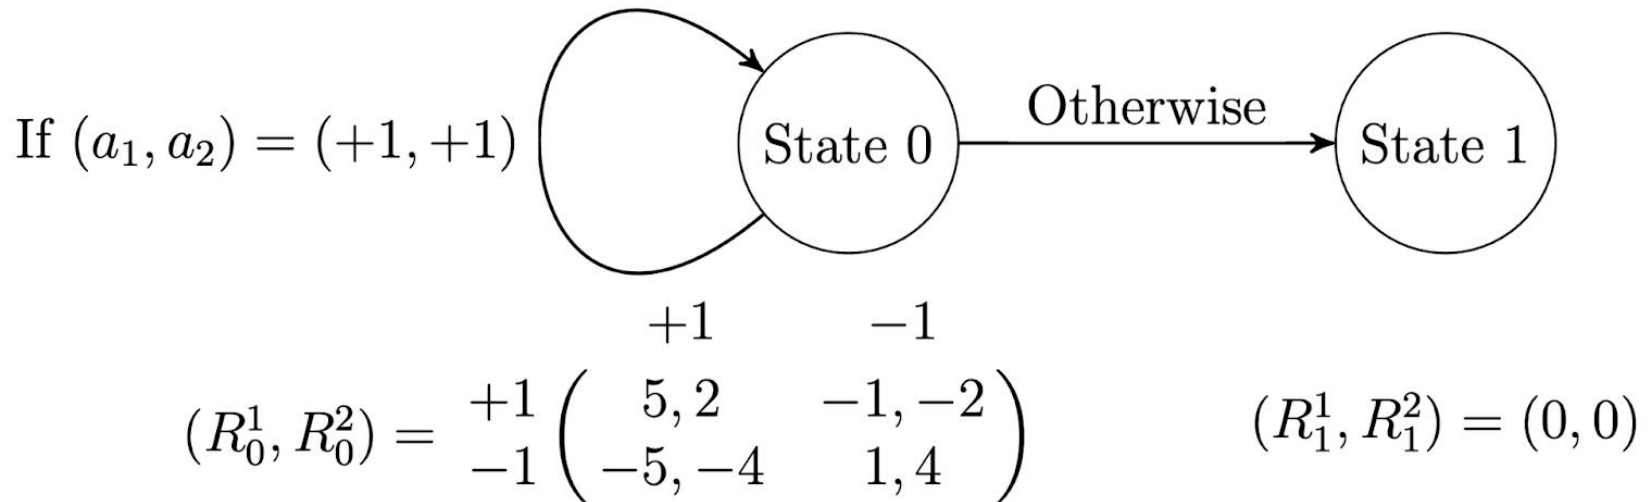 Otherwise
If (a₁, a₂) = (+1, +1)
State 0
State 1
+1 −1
(R₀¹, R₀²) = +1 ( 5, 2 −1, −2 )
−1 ( −5, −4 1, 4 )
(R₁¹, R₁²) = (0, 0)